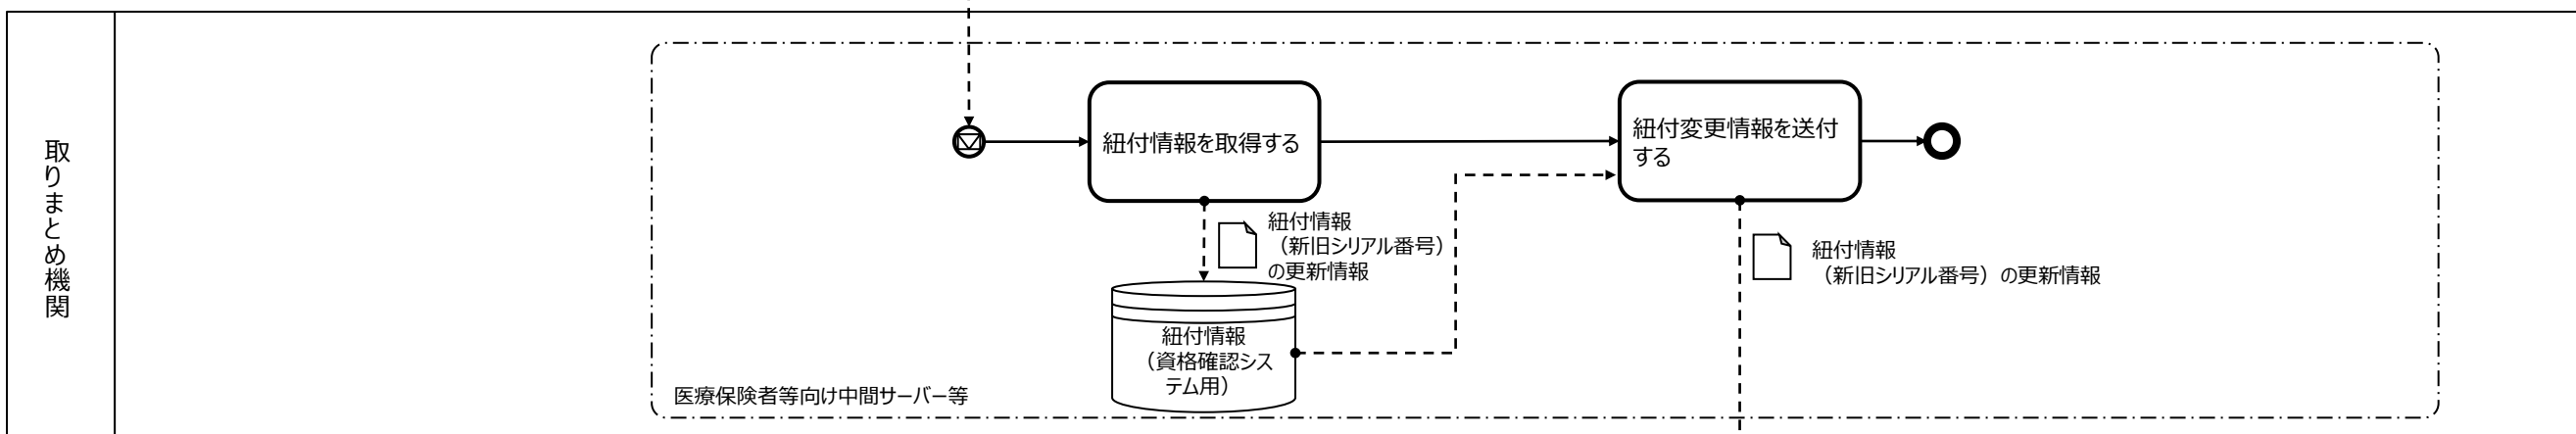 取りまとめ機関
紐付情報を取得する
紐付変更情報を送付
する
紐付情報
（新旧シリアル番号）
の更新情報
紐付情報
（新旧シリアル番号）の更新情報
紐付情報
（資格確認シス
テム用）
医療保険者等向け中間サーバー等